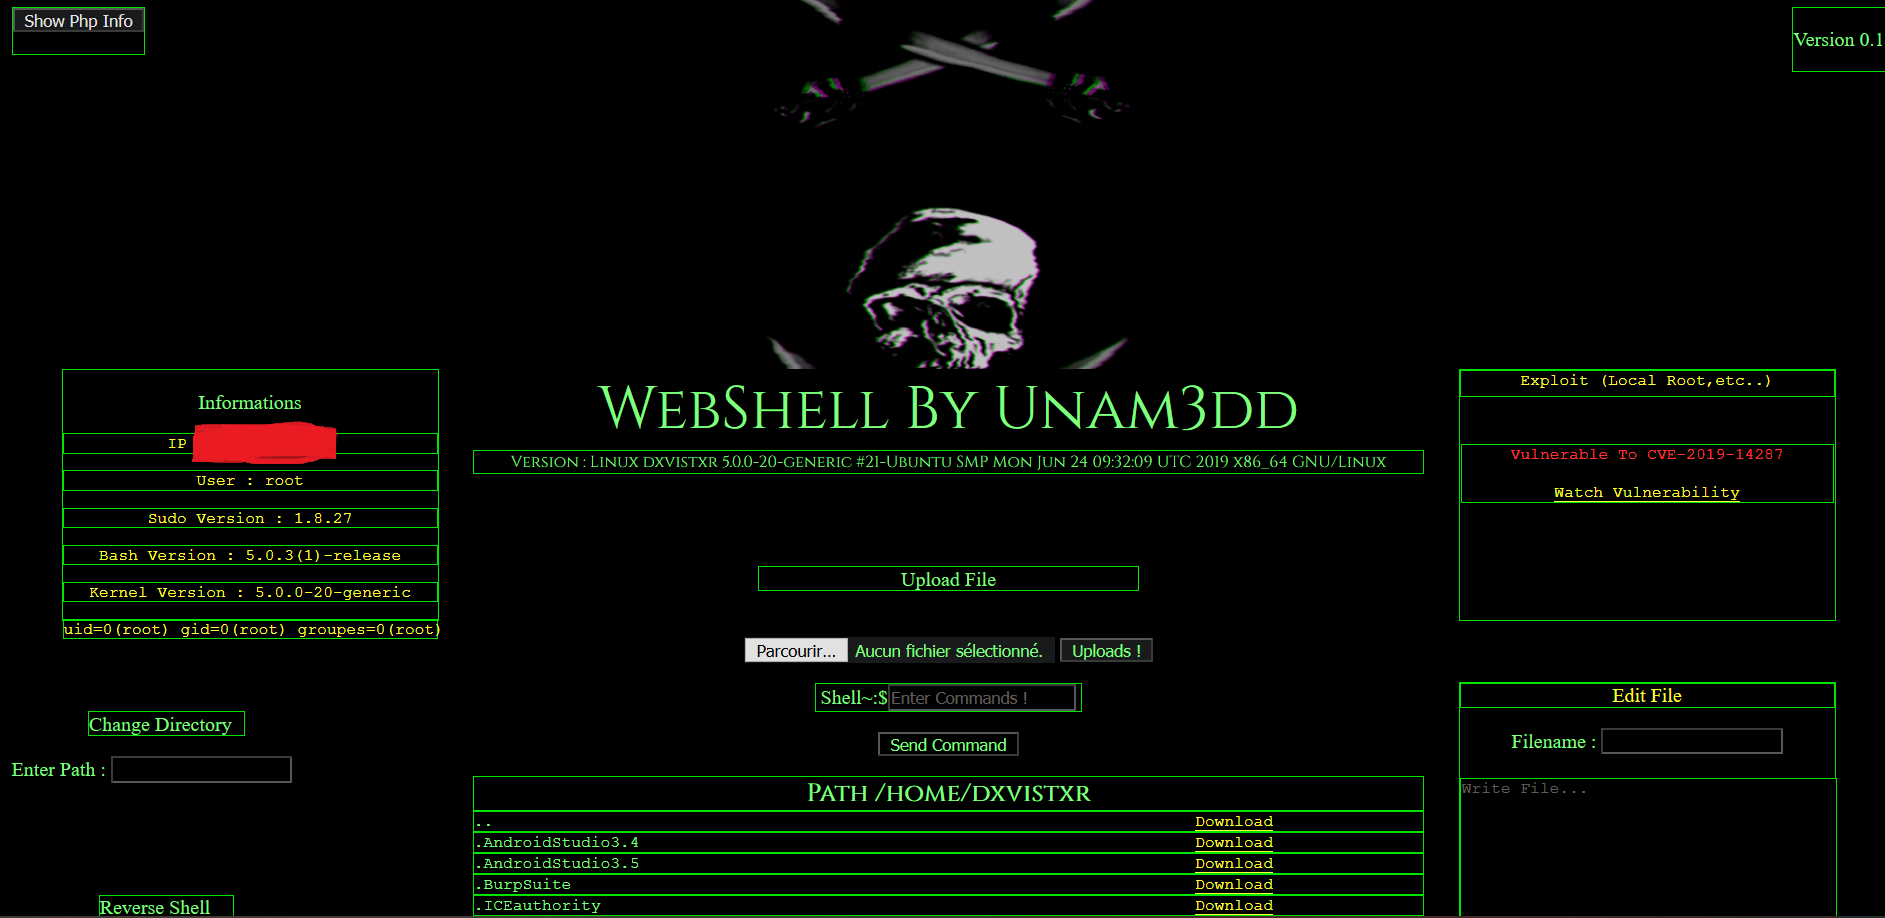 Show Php Info
Version 0.1
Informations
IP
User : root
Sudo Version : 1.8.27
Bash Version : 5.0.3(1)-release
Kernel Version : 5.0.0-20-generic
uid=0(root) gid=0(root) groupes=0(root)
Change Directory
Enter Path :
Reverse Shell
WebShell By Unam3dd
Version : Linux dxvistxr 5.0.0-20-generic #21-Ubuntu SMP Mon Jun 24 09:32:09 UTC 2019 x86_64 GNU/Linux
Upload File
Parcourir... Aucun fichier sélectionné. Uploads !
Shell~:$ Enter Commands !
Send Command
Path /home/dxvistxr
.. Download
.AndroidStudio3.4 Download
.AndroidStudio3.5 Download
.BurpSuite Download
.ICEauthority Download
Exploit (Local Root,etc..)
Vulnerable To CVE-2019-14287
Watch Vulnerability
Edit File
Filename :
Write File...